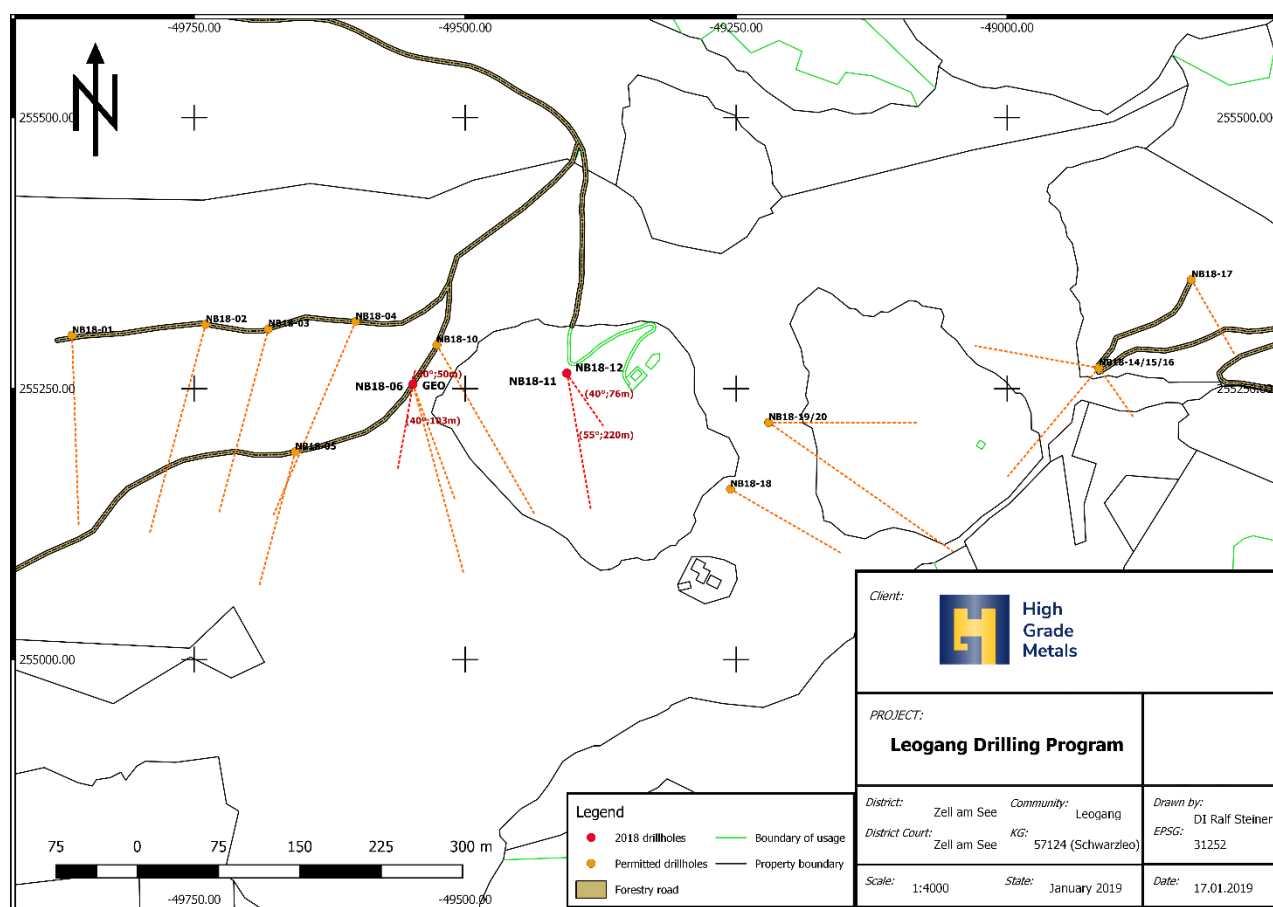 -49750.00
-49500.00
-49250.00
-49000.00
N
255500.00
255500.00
NB18-17
NB18-01
NB18-02
NB18-03
NB18-04
NB18-10
NB18-12
NB18-14/15/16
NB18-11
NB18-06
GEO
255250.00
255250.00
(40°;76m)
(40°;103m)
(55°;220m)
NB18-19/20
NB18-05
NB18-18
255000.00
Client:
High
Grade
Metals
PROJECT:
Leogang Drilling Program
District: Zell am See Community: Leogang
District Court: Zell am See KG: 57124 (Schwarzleo)
Drawn by:
DI Ralf Steiner
EPSG:
31252
Scale: 1:4000 State: January 2019 Date: 17.01.2019
Legend
2018 drillholes
Boundary of usage
Permitted drillholes
Property boundary
Forestry road
75 0 75 150 225 300 m
-49750.00
-49500.00